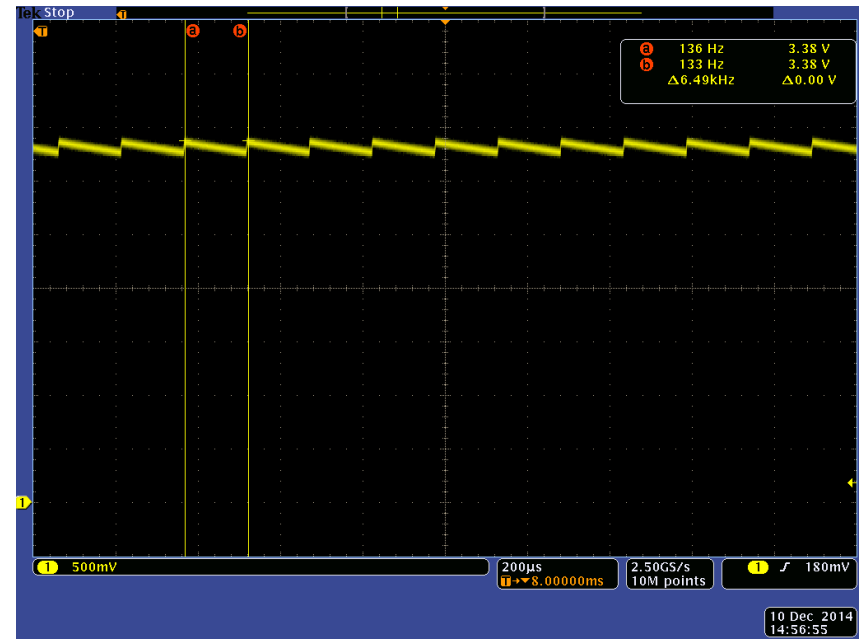 Tek Stop
T
T
a b
a 136 Hz 3.38 V
b 133 Hz 3.38 V
Δ6.49kHz Δ0.00 V
1
1 500mV
200µs
T→▼8.00000ms
2.50GS/s
10M points
1 ʃ 180mV
10 Dec 2014
14:56:55